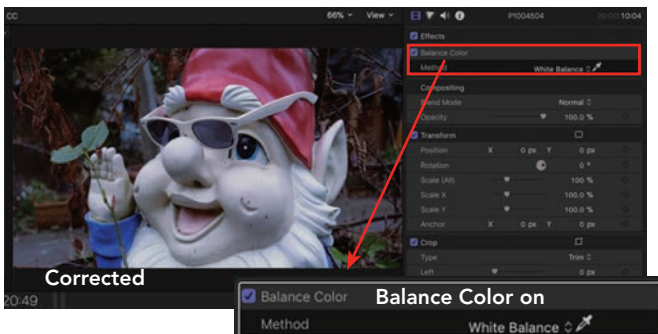 CC 66% View P1004504 00:00:10:04
Effects
Balance Color
Method White Balance
Compositing
Blend Mode Normal
Opacity 100.0 %
Transform
Position X 0 px Y 0 px
Rotation 0 °
Scale (All) 100 %
Scale X 100.0 %
Scale Y 100.0 %
Anchor X 0 px Y 0 px
Crop
Type Trim
Left 0 px
Corrected
20:49
Balance Color Balance Color on
Method White Balance